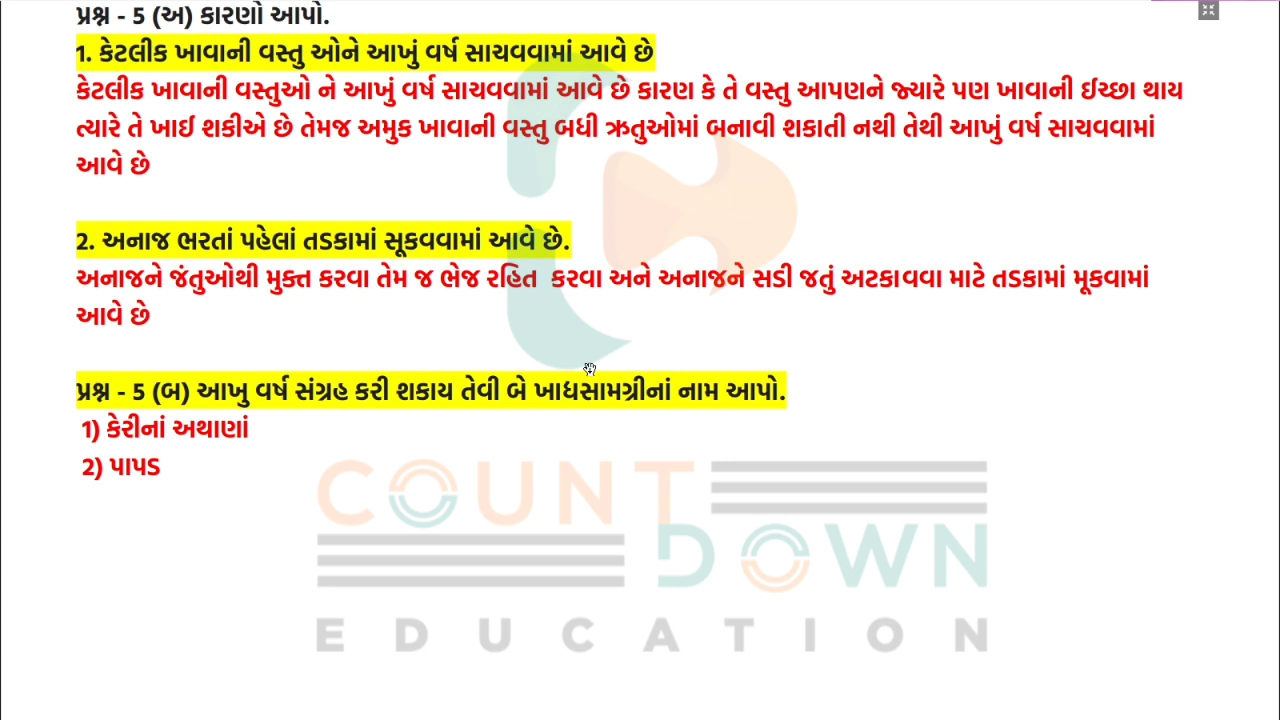 પ્રશ્ન - 5 (અ) કારણો આપો.
1. કેટલીક ખાવાની વસ્તુ ઓને આખું વર્ષ સાચવવામાં આવે છે
કેટલીક ખાવાની વસ્તુઓ ને આખું વર્ષ સાચવવામાં આવે છે કારણ કે તે વસ્તુ આપણને જ્યારે પણ ખાવાની ઈચ્છા થાય
ત્યારે તે ખાઈ શકીએ છે તેમજ અમુક ખાવાની વસ્તુ બધી ઋતુઓમાં બનાવી શકાતી નથી તેથી આખું વર્ષ સાચવવામાં
આવે છે
2. અનાજ ભરતાં પહેલાં તડકામાં સૂકવવામાં આવે છે.
અનાજને જંતુઓથી મુક્ત કરવા તેમ જ ભેજ રહિત કરવા અને અનાજને સડી જતું અટકાવવા માટે તડકામાં મૂકવામાં
આવે છે
પ્રશ્ન - 5 (બ) આખુ વર્ષ સંગ્રહ કરી શકાય તેવી બે ખાદ્યસામગ્રીનાં નામ આપો.
1) કેરીનાં અથાણાં
2) પાપડ
COUNT
DOWN
EDUCATION